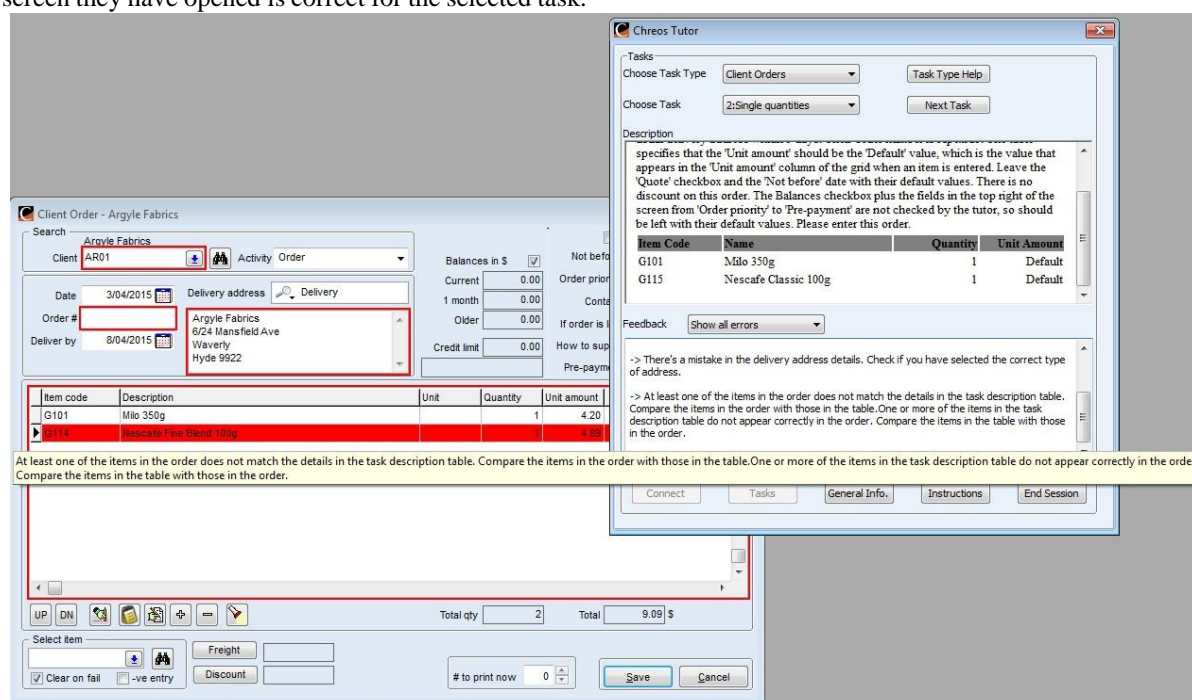 screen they have opened is correct for the selected task.
Chreos Tutor
Tasks
Choose Task Type Client Orders Task Type Help
Choose Task 2:Single quantities Next Task
Description
specifies that the 'Unit amount' should be the 'Default' value, which is the value that
appears in the 'Unit amount' column of the grid when an item is entered. Leave the
'Quote' checkbox and the 'Not before' date with their default values. There is no
discount on this order. The Balances checkbox plus the fields in the top right of the
screen from 'Order priority' to 'Pre-payment' are not checked by the tutor, so should
be left with their default values. Please enter this order.
Item Code Name Quantity Unit Amount
G101 Milo 350g 1 Default
G115 Nescafe Classic 100g 1 Default
Feedback Show all errors
-> There's a mistake in the delivery address details. Check if you have selected the correct type
of address.
-> At least one of the items in the order does not match the details in the task description table.
Compare the items in the order with those in the table.One or more of the items in the task
description table do not appear correctly in the order. Compare the items in the table with those
in the order.
Connect Tasks General Info. Instructions End Session
Client Order - Argyle Fabrics
Search
Argyle Fabrics
Client AR01 Activity Order
Balances in $
Not befo
Current 0.00 Order prior
Date 3/04/2015 Delivery address Delivery
1 month 0.00 Conta
Order # Argyle Fabrics
Older 0.00 If order is l
6/24 Mansfield Ave
Deliver by 8/04/2015 Waverly
Credit limit 0.00 How to sup
Hyde 9922
Pre-payme
Item code Description Unit Quantity Unit amount
G101 Milo 350g 1 4.20
G114 Nescafe Fine Blend 100g 1 4.89
At least one of the items in the order does not match the details in the task description table. Compare the items in the order with those in the table.One or more of the items in the task description table do not appear correctly in the orde
Compare the items in the table with those in the order.
UP DN Total qty 2 Total 9.09 $
Select item
Freight
Clear on fail -ve entry Discount
# to print now 0 Save Cancel